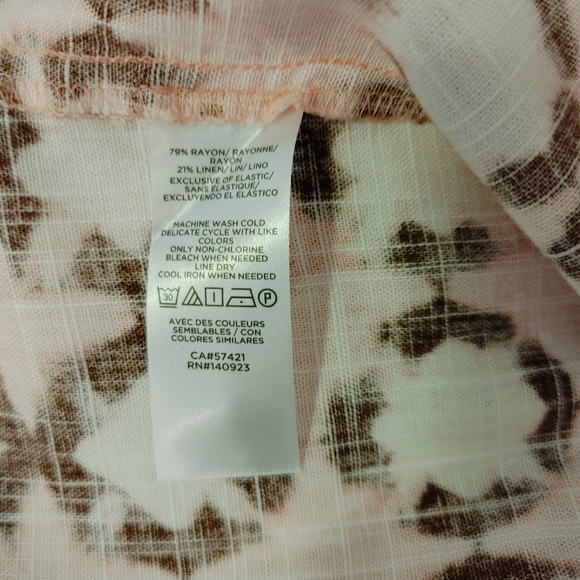 79% RAYON/ RAYONNE/
RAYON
21% LINEN/ LIN/ LINO
EXCLUSIVE OF ELASTIC/
SANS ÉLASTIQUE/
EXCLUYENDO EL ELÁSTICO
MACHINE WASH COLD
DELICATE CYCLE WITH LIKE
COLORS
ONLY NON-CHLORINE
BLEACH WHEN NEEDED
LINE DRY
COOL IRON WHEN NEEDED
30 P
AVEC DES COULEURS
SEMBLABLES / CON
COLORES SIMILARES
CA#57421
RN#140923